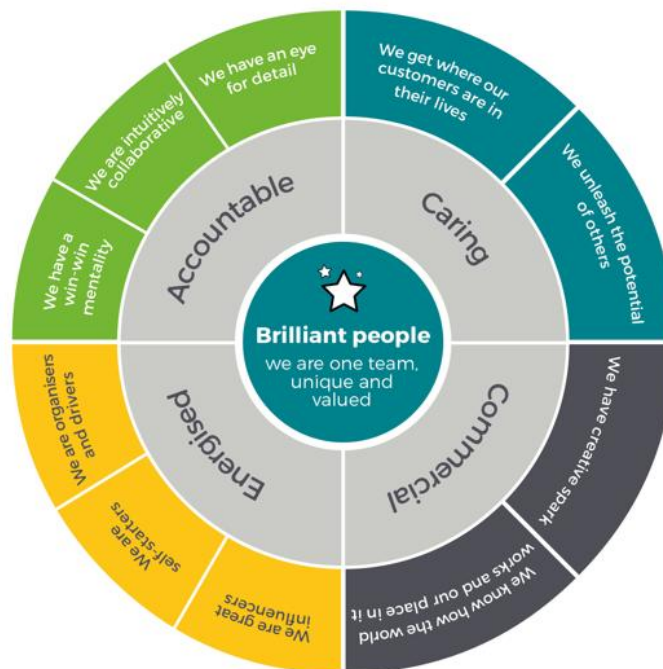 Brilliant people
we are one team,
unique and
valued
Accountable
We have a
win-win
mentality
We are intuitively
collaborative
We have an eye
for detail
Caring
We get where our
customers are in
their lives
We unleash the potential
of others
Commercial
We have creative spark
We know how the world
works and our place in it
Energised
We are great
influencers
We are
self-starters
We are organisers
and drivers